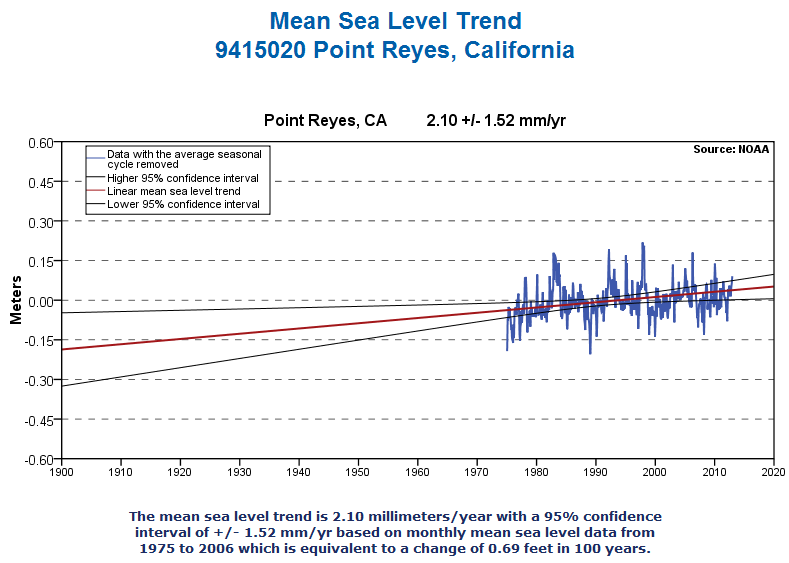 Mean Sea Level Trend
9415020 Point Reyes, California
Point Reyes, CA 2.10 +/- 1.52 mm/yr
Source: NOAA
Data with the average seasonal
cycle removed
Higher 95% confidence interval
Linear mean sea level trend
Lower 95% confidence interval
Meters
0.60
0.45
0.30
0.15
0.00
-0.15
-0.30
-0.45
-0.60
1900 1910 1920 1930 1940 1950 1960 1970 1980 1990 2000 2010 2020
The mean sea level trend is 2.10 millimeters/year with a 95% confidence
interval of +/- 1.52 mm/yr based on monthly mean sea level data from
1975 to 2006 which is equivalent to a change of 0.69 feet in 100 years.